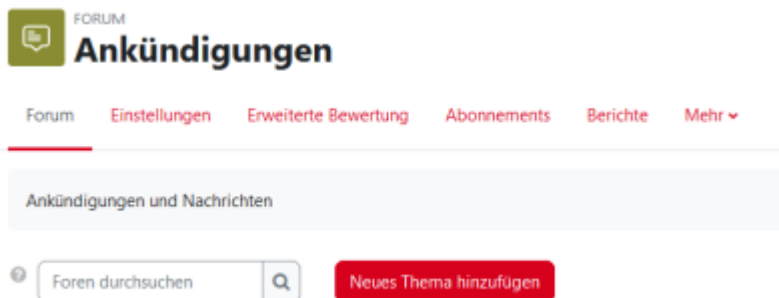 FORUM
Ankündigungen
Forum Einstellungen Erweiterte Bewertung Abonnements Berichte Mehr
Ankündigungen und Nachrichten
Foren durchsuchen Neues Thema hinzufügen